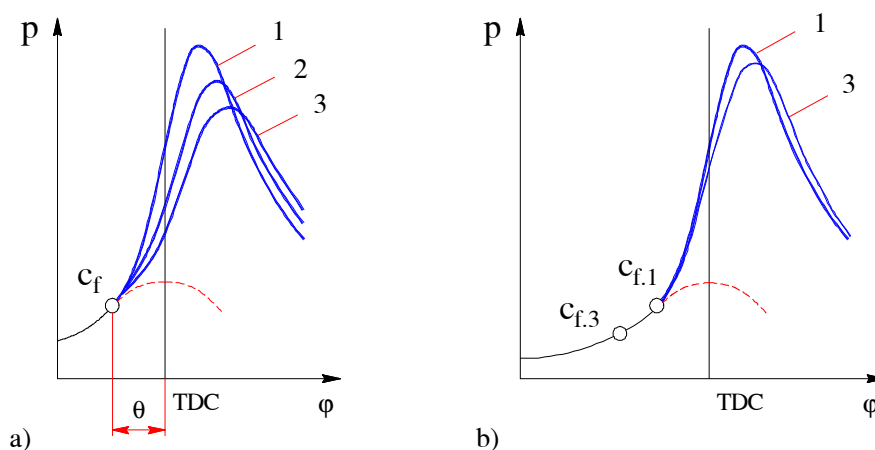 p
1
2
3
c_f
θ
TDC
φ
a)
p
1
3
c_f.1
c_f.3
TDC
φ
b)